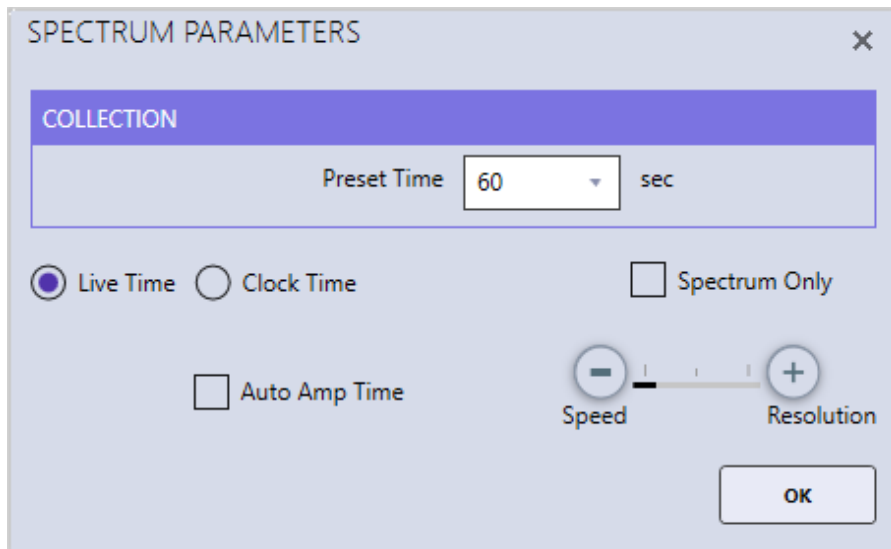 SPECTRUM PARAMETERS
COLLECTION
Preset Time 60 sec
Live Time Clock Time Spectrum Only
Auto Amp Time
Speed Resolution
OK